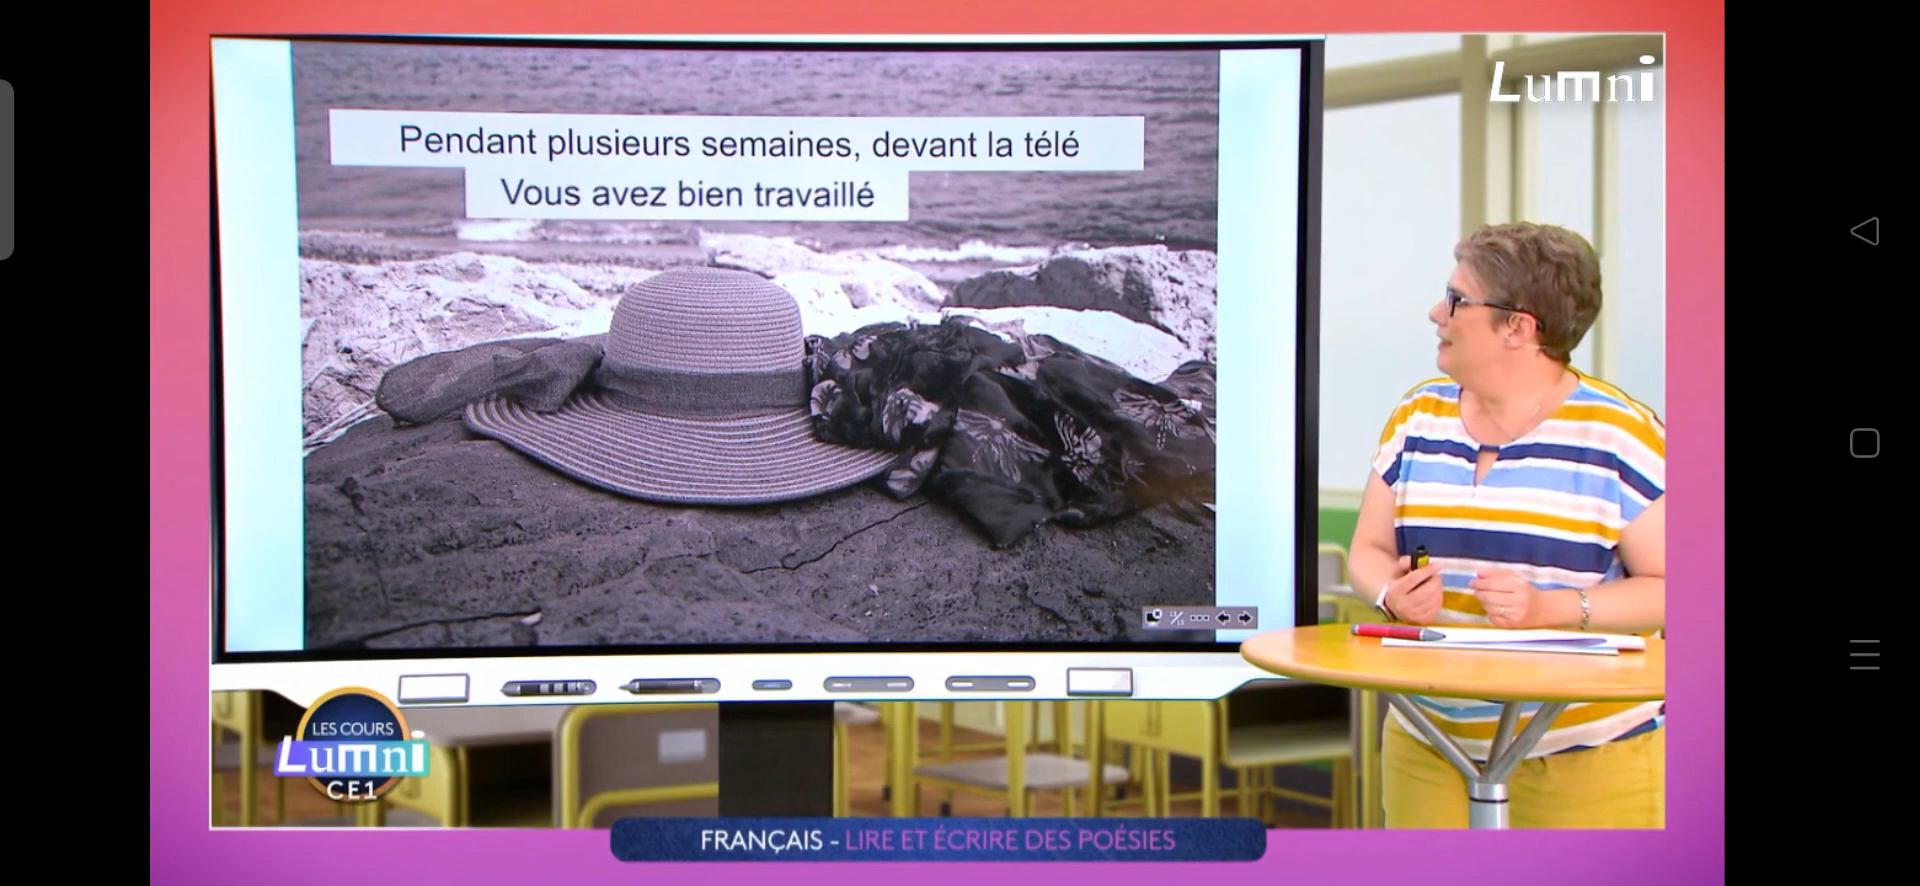 Lumni
Pendant plusieurs semaines, devant la télé
Vous avez bien travaillé
LES COURS
Lumni
CE1
FRANÇAIS - LIRE ET ÉCRIRE DES POÉSIES